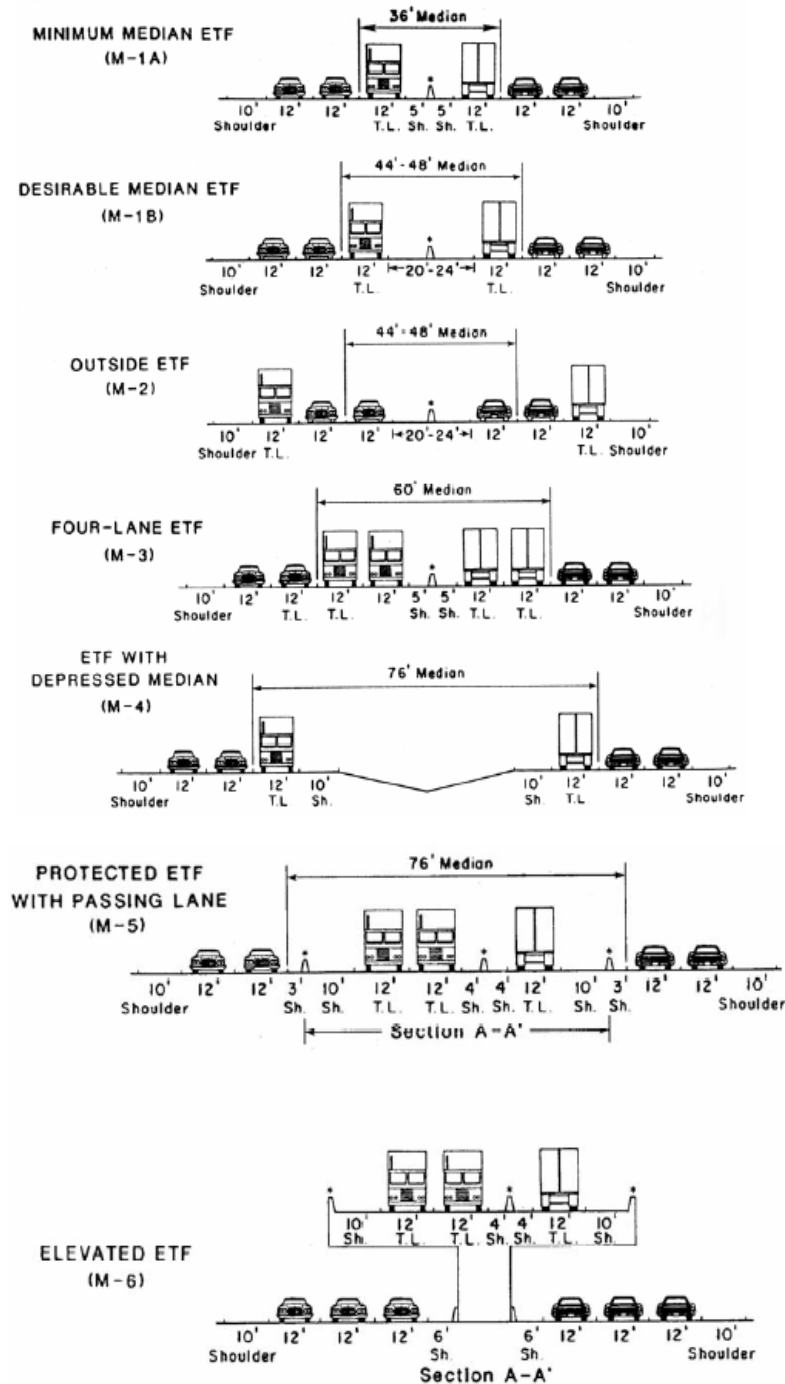 36' Median
MINIMUM MEDIAN ETF
(M-1A)
*
10' 12' 12' 12' 5' 5' 12' 12' 12' 10'
Shoulder T.L. Sh. Sh. T.L. Shoulder
44'-48' Median
DESIRABLE MEDIAN ETF
(M-1B)
*
10' 12' 12' 12' 20'-24' 12' 12' 12' 10'
Shoulder T.L. T.L. Shoulder
44'-48' Median
OUTSIDE ETF
(M-2)
*
10' 12' 12' 12' 20'-24' 12' 12' 12' 10'
Shoulder T.L. T.L. Shoulder
60' Median
FOUR-LANE ETF
(M-3)
*
10' 12' 12' 12' 12' 5' 5' 12' 12' 12' 12' 10'
Shoulder T.L. T.L. Sh. Sh. T.L. T.L. Shoulder
ETF WITH
DEPRESSED MEDIAN
(M-4)
76' Median
10' 12' 12' 12' 10' 10' 12' 12' 12' 10'
Shoulder T.L Sh. Sh. T.L Shoulder
76' Median
PROTECTED ETF
WITH PASSING LANE
(M-5)
* * *
10' 12' 12' 3' 10' 12' 12' 4' 4' 12' 10' 3' 12' 12' 10'
Shoulder Sh. Sh. T.L. T.L. Sh. Sh. T.L. Sh. Sh. Shoulder
Section A-A'
* * *
10' 12' 12' 4' 4' 12' 10'
Sh. T.L. T.L. Sh. Sh. T.L. Sh.
ELEVATED ETF
(M-6)
10' 12' 12' 12' 6' 6' 12' 12' 12' 10'
Shoulder Sh. Sh. Shoulder
Section A-A'